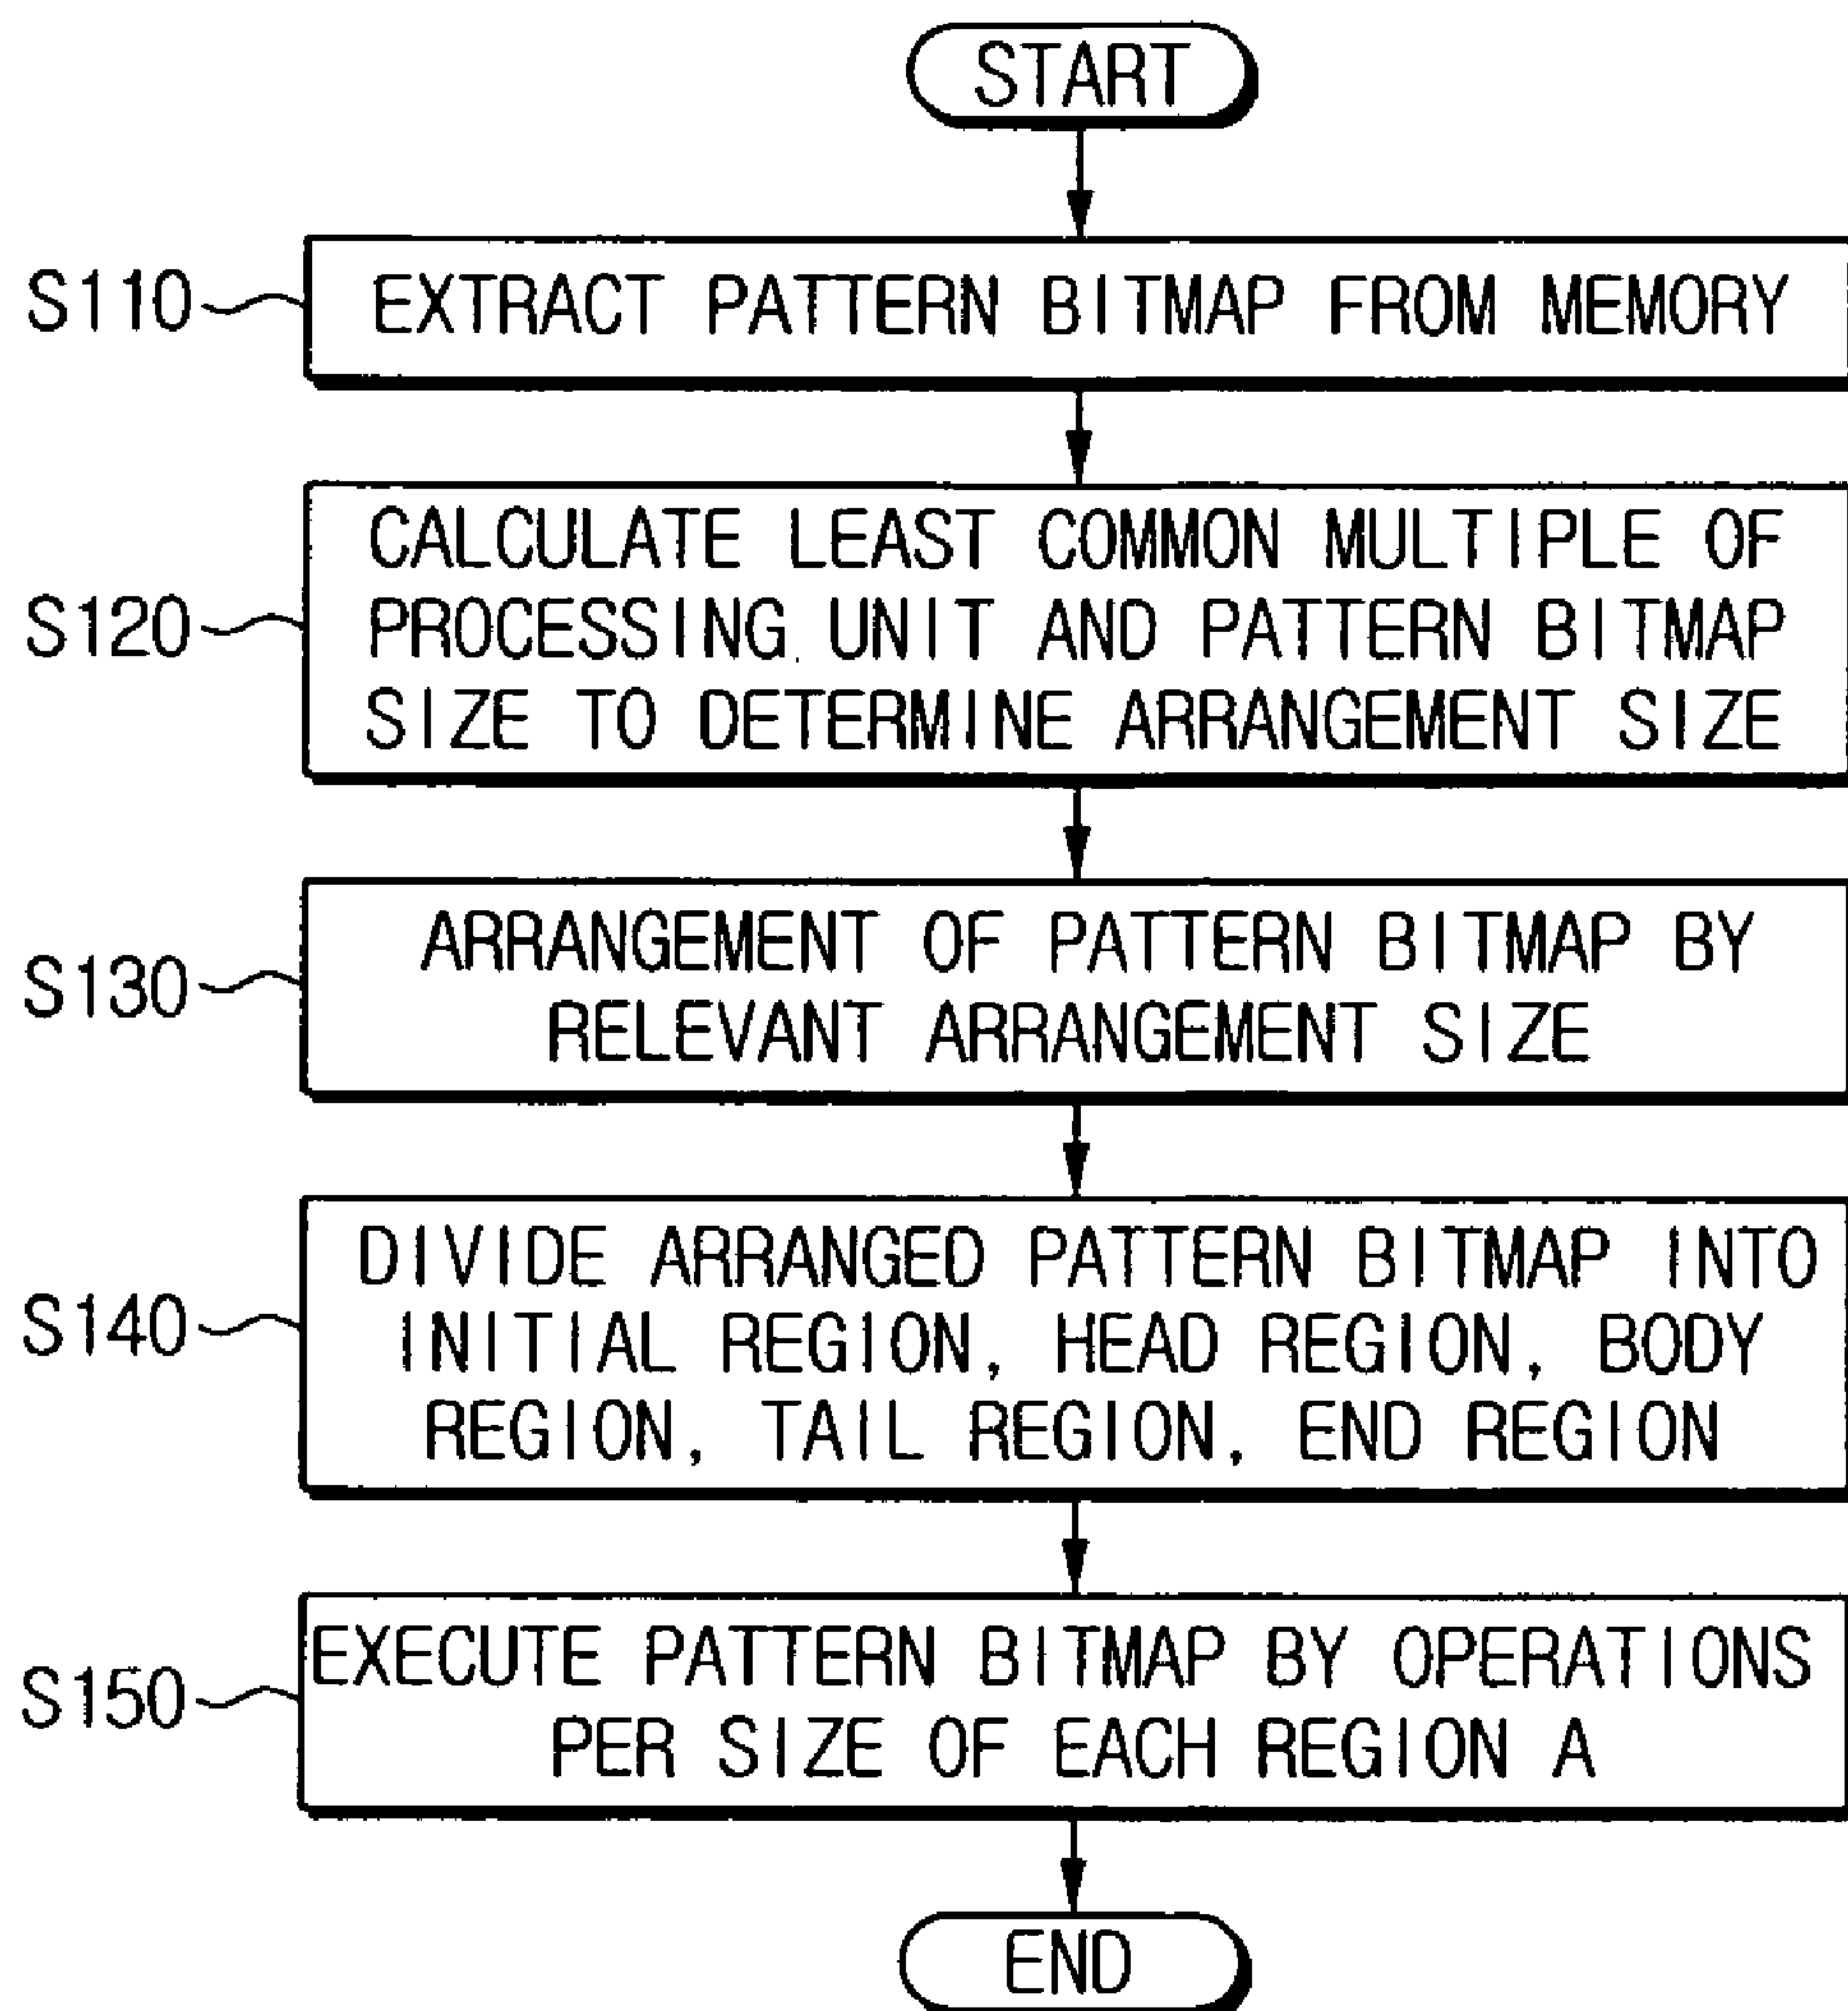 START
S110
EXTRACT PATTERN BITMAP FROM MEMORY
S120
CALCULATE LEAST COMMON MULTIPLE OF
PROCESSING UNIT AND PATTERN BITMAP
SIZE TO DETERMINE ARRANGEMENT SIZE
S130
ARRANGEMENT OF PATTERN BITMAP BY
RELEVANT ARRANGEMENT SIZE
S140
DIVIDE ARRANGED PATTERN BITMAP INTO
INITIAL REGION, HEAD REGION, BODY
REGION, TAIL REGION, END REGION
S150
EXECUTE PATTERN BITMAP BY OPERATIONS
PER SIZE OF EACH REGION A
END